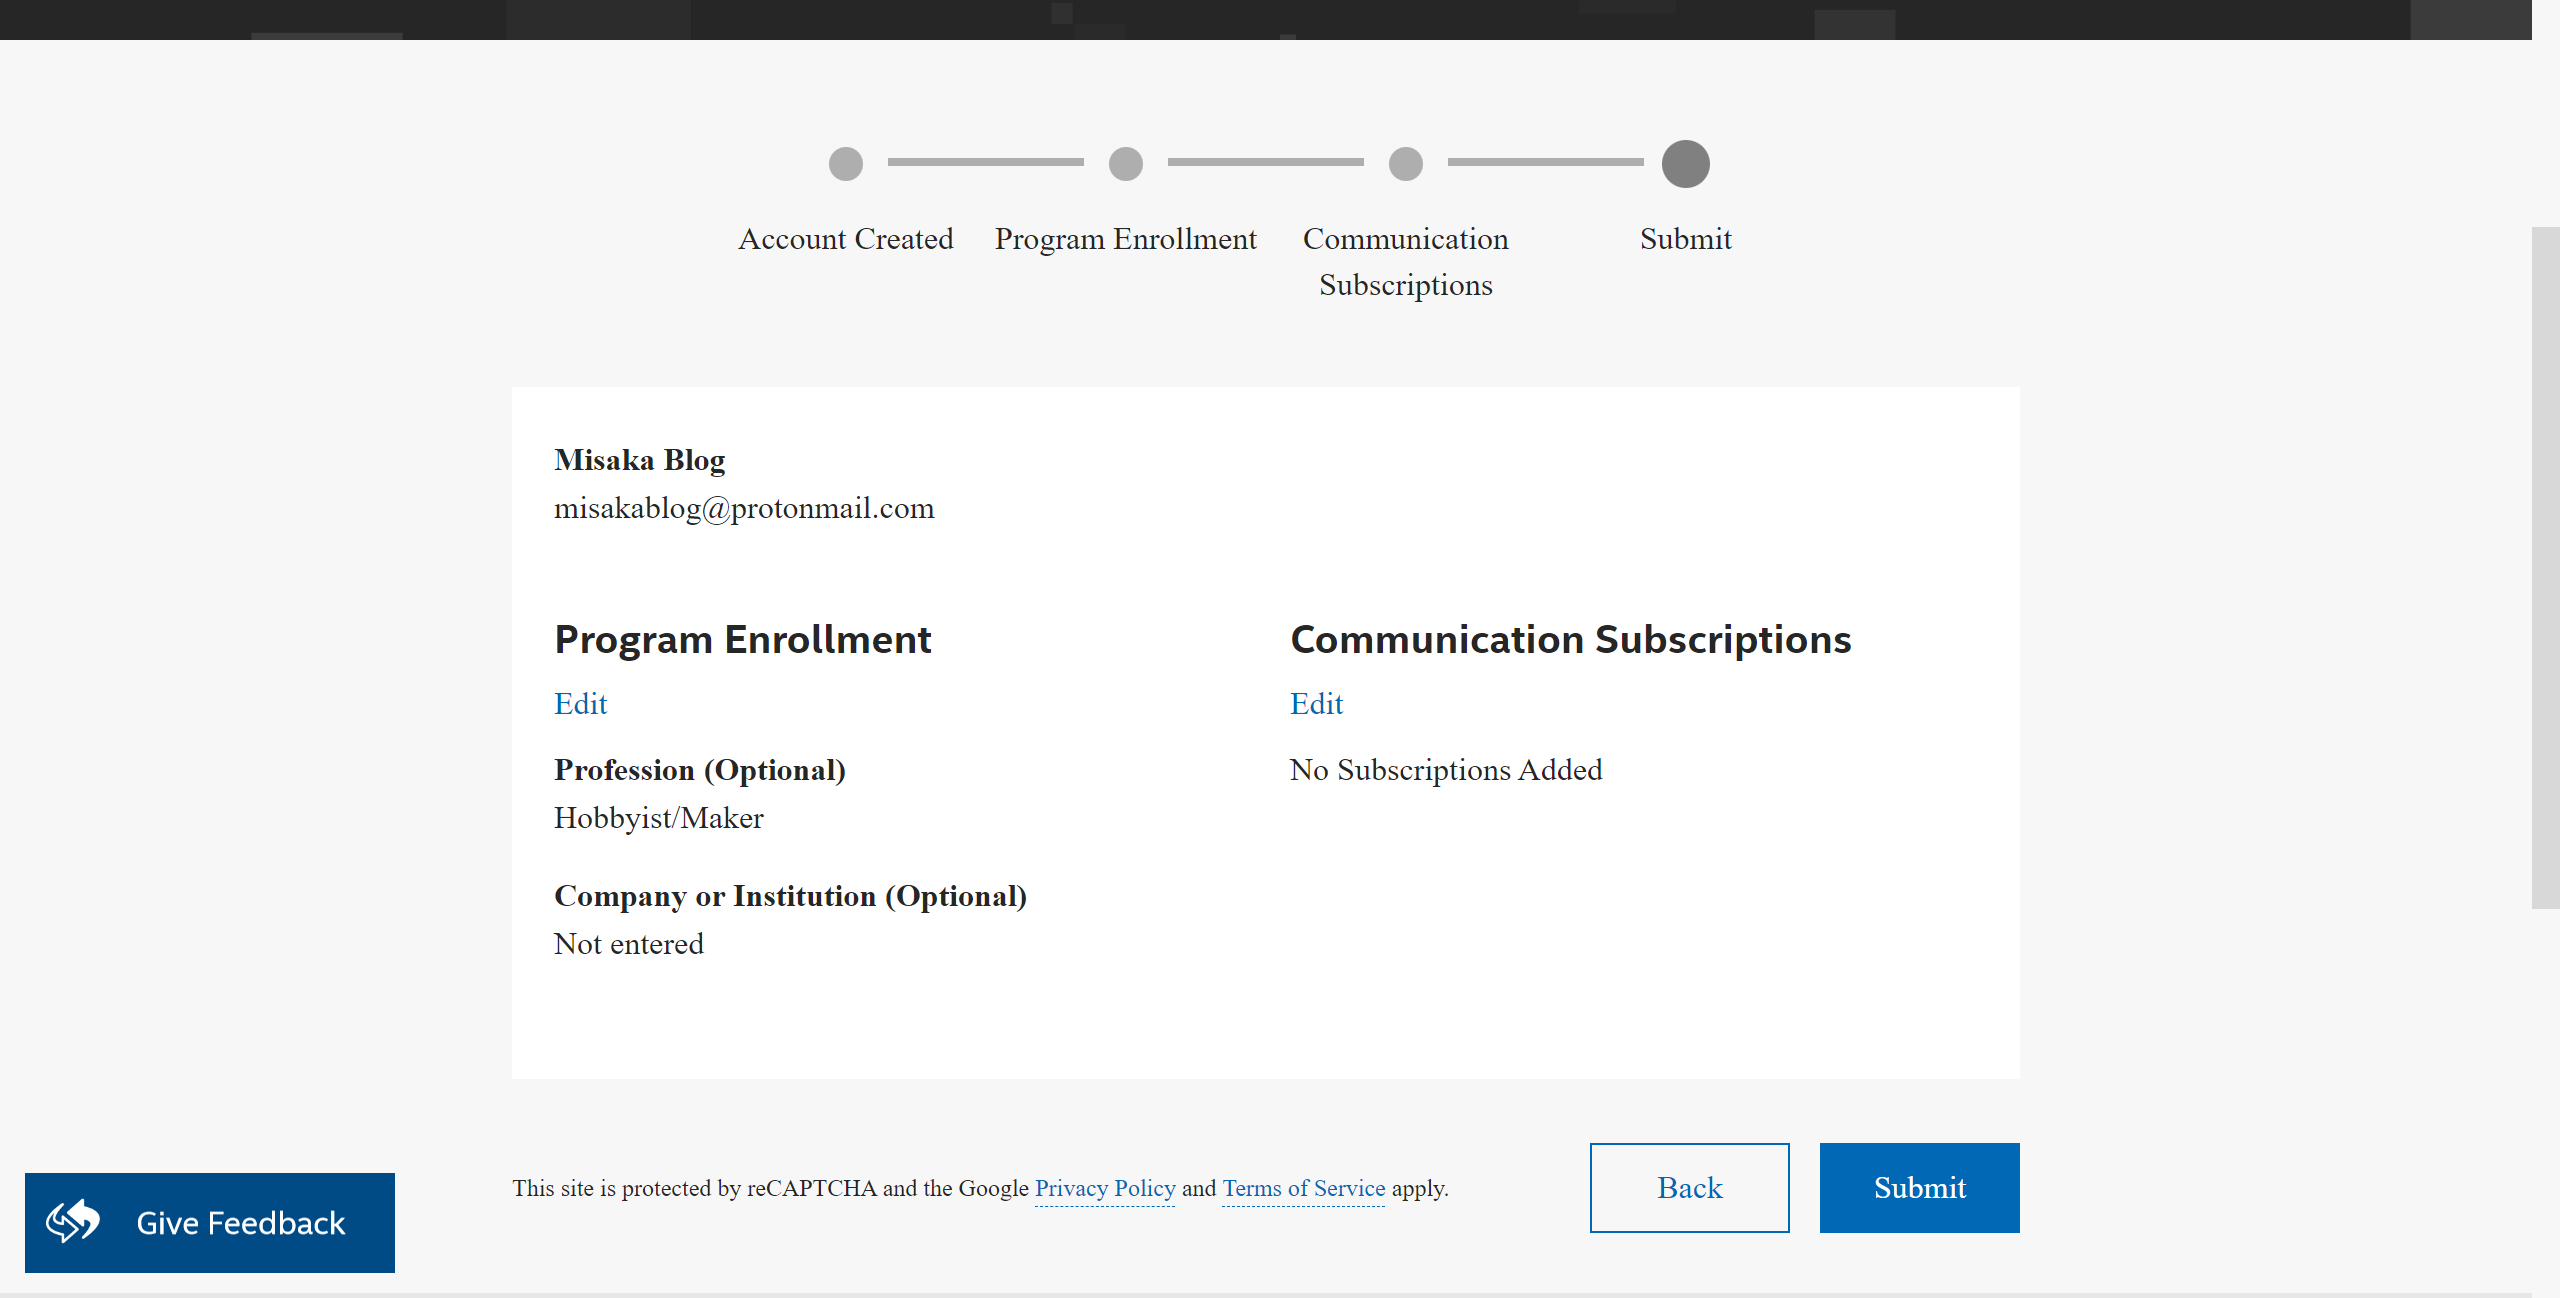 Account Created
Program Enrollment
Communication
Subscriptions
Submit
Misaka Blog
misakablog@protonmail.com
Program Enrollment
Edit
Profession (Optional)
Hobbyist/Maker
Company or Institution (Optional)
Not entered
Communication Subscriptions
Edit
No Subscriptions Added
This site is protected by reCAPTCHA and the Google Privacy Policy and Terms of Service apply.
Back
Submit
Give Feedback